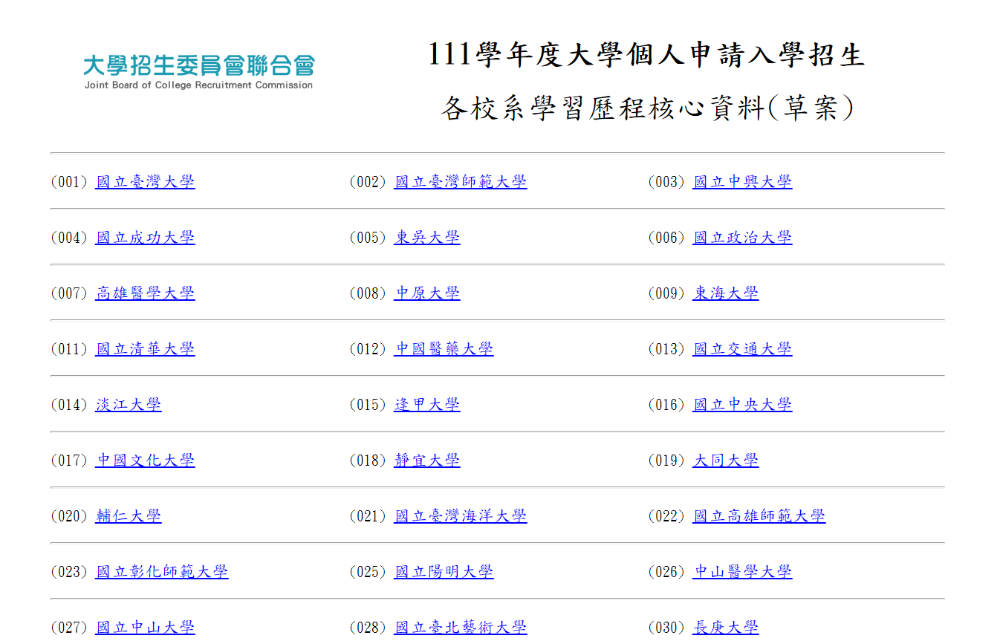 大學招生委員會聯合會
Joint Board of College Recruitment Commission
111學年度大學個人申請入學招生
各校系學習歷程核心資料(草案)
(001) 國立臺灣大學 (002) 國立臺灣師範大學 (003) 國立中興大學
(004) 國立成功大學 (005) 東吳大學 (006) 國立政治大學
(007) 高雄醫學大學 (008) 中原大學 (009) 東海大學
(011) 國立清華大學 (012) 中國醫藥大學 (013) 國立交通大學
(014) 淡江大學 (015) 逢甲大學 (016) 國立中央大學
(017) 中國文化大學 (018) 靜宜大學 (019) 大同大學
(020) 輔仁大學 (021) 國立臺灣海洋大學 (022) 國立高雄師範大學
(023) 國立彰化師範大學 (025) 國立陽明大學 (026) 中山醫學大學
(027) 國立中山大學 (028) 國立臺北藝術大學 (030) 長庚大學